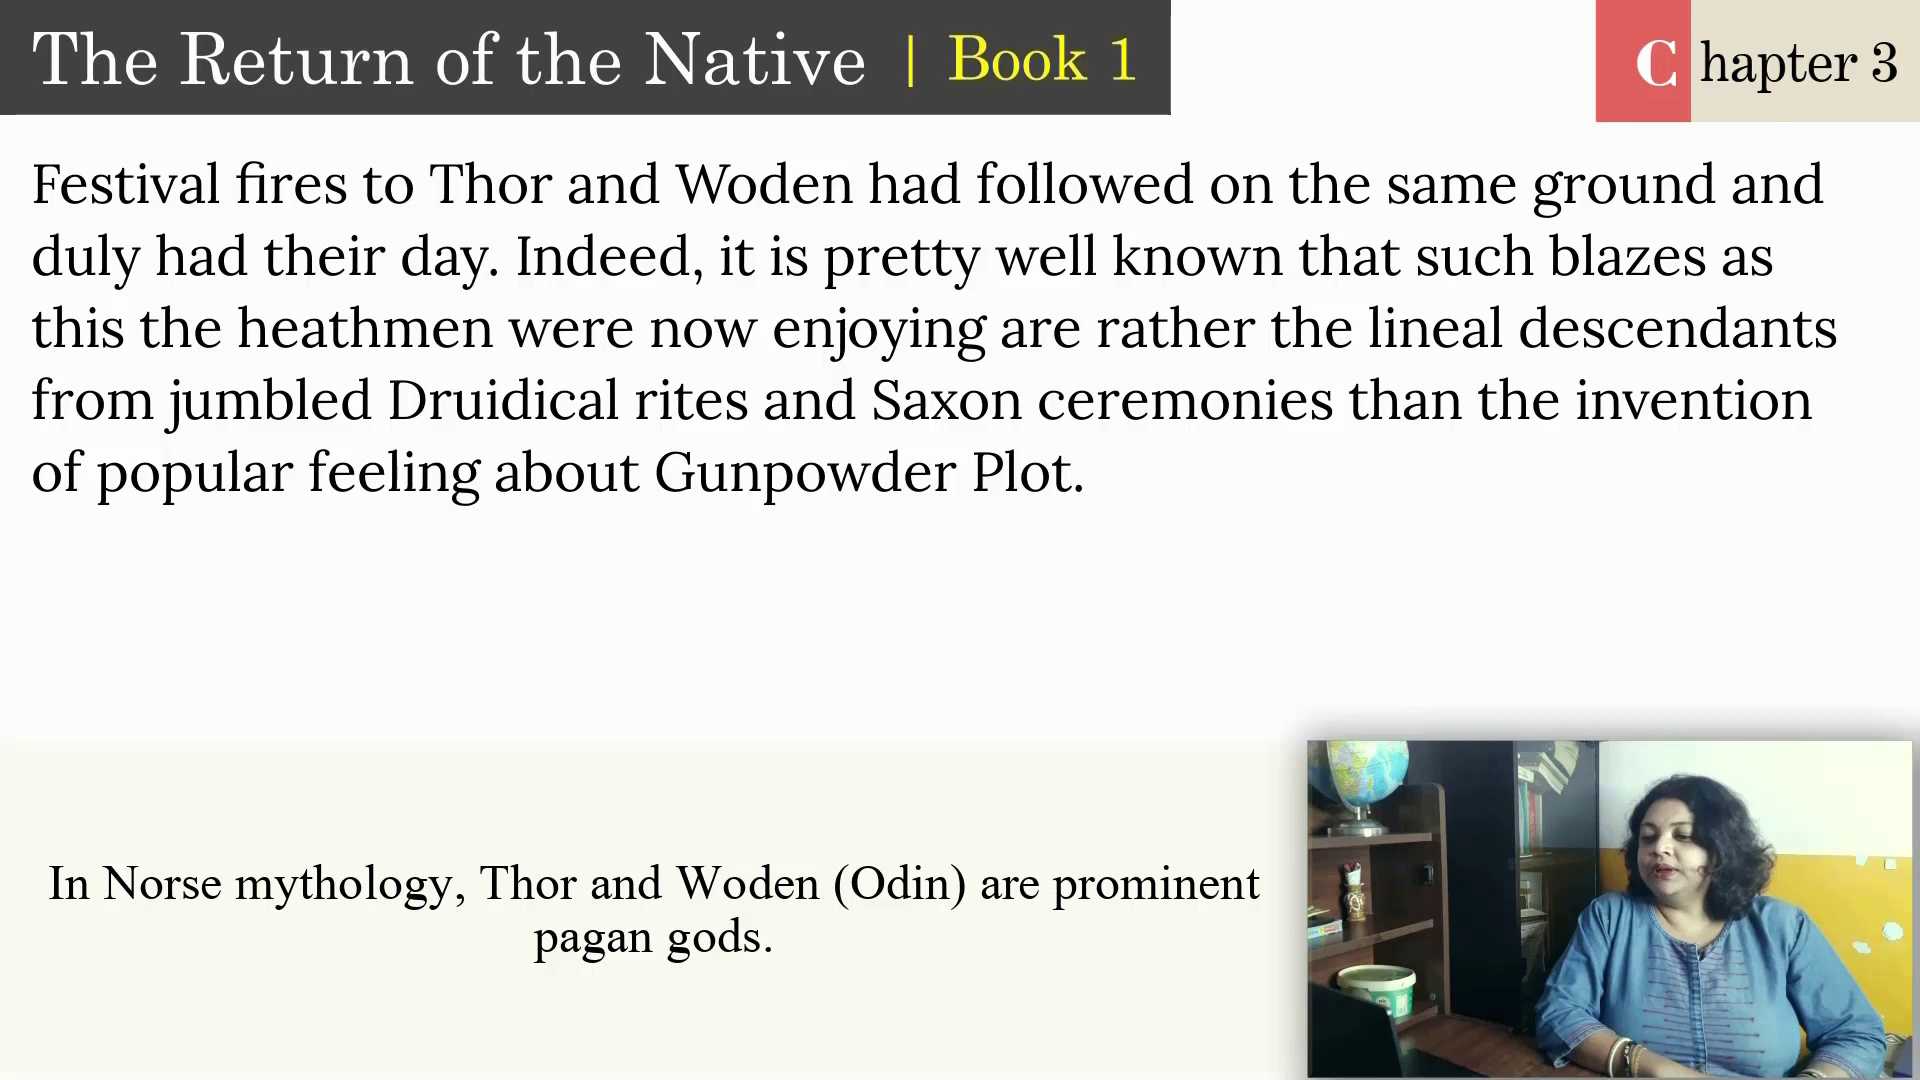 The Return of the Native | Book 1
Chapter 3
Festival fires to Thor and Woden had followed on the same ground and
duly had their day. Indeed, it is pretty well known that such blazes as
this the heathmen were now enjoying are rather the lineal descendants
from jumbled Druidical rites and Saxon ceremonies than the invention
of popular feeling about Gunpowder Plot.
In Norse mythology, Thor and Woden (Odin) are prominent
pagan gods.